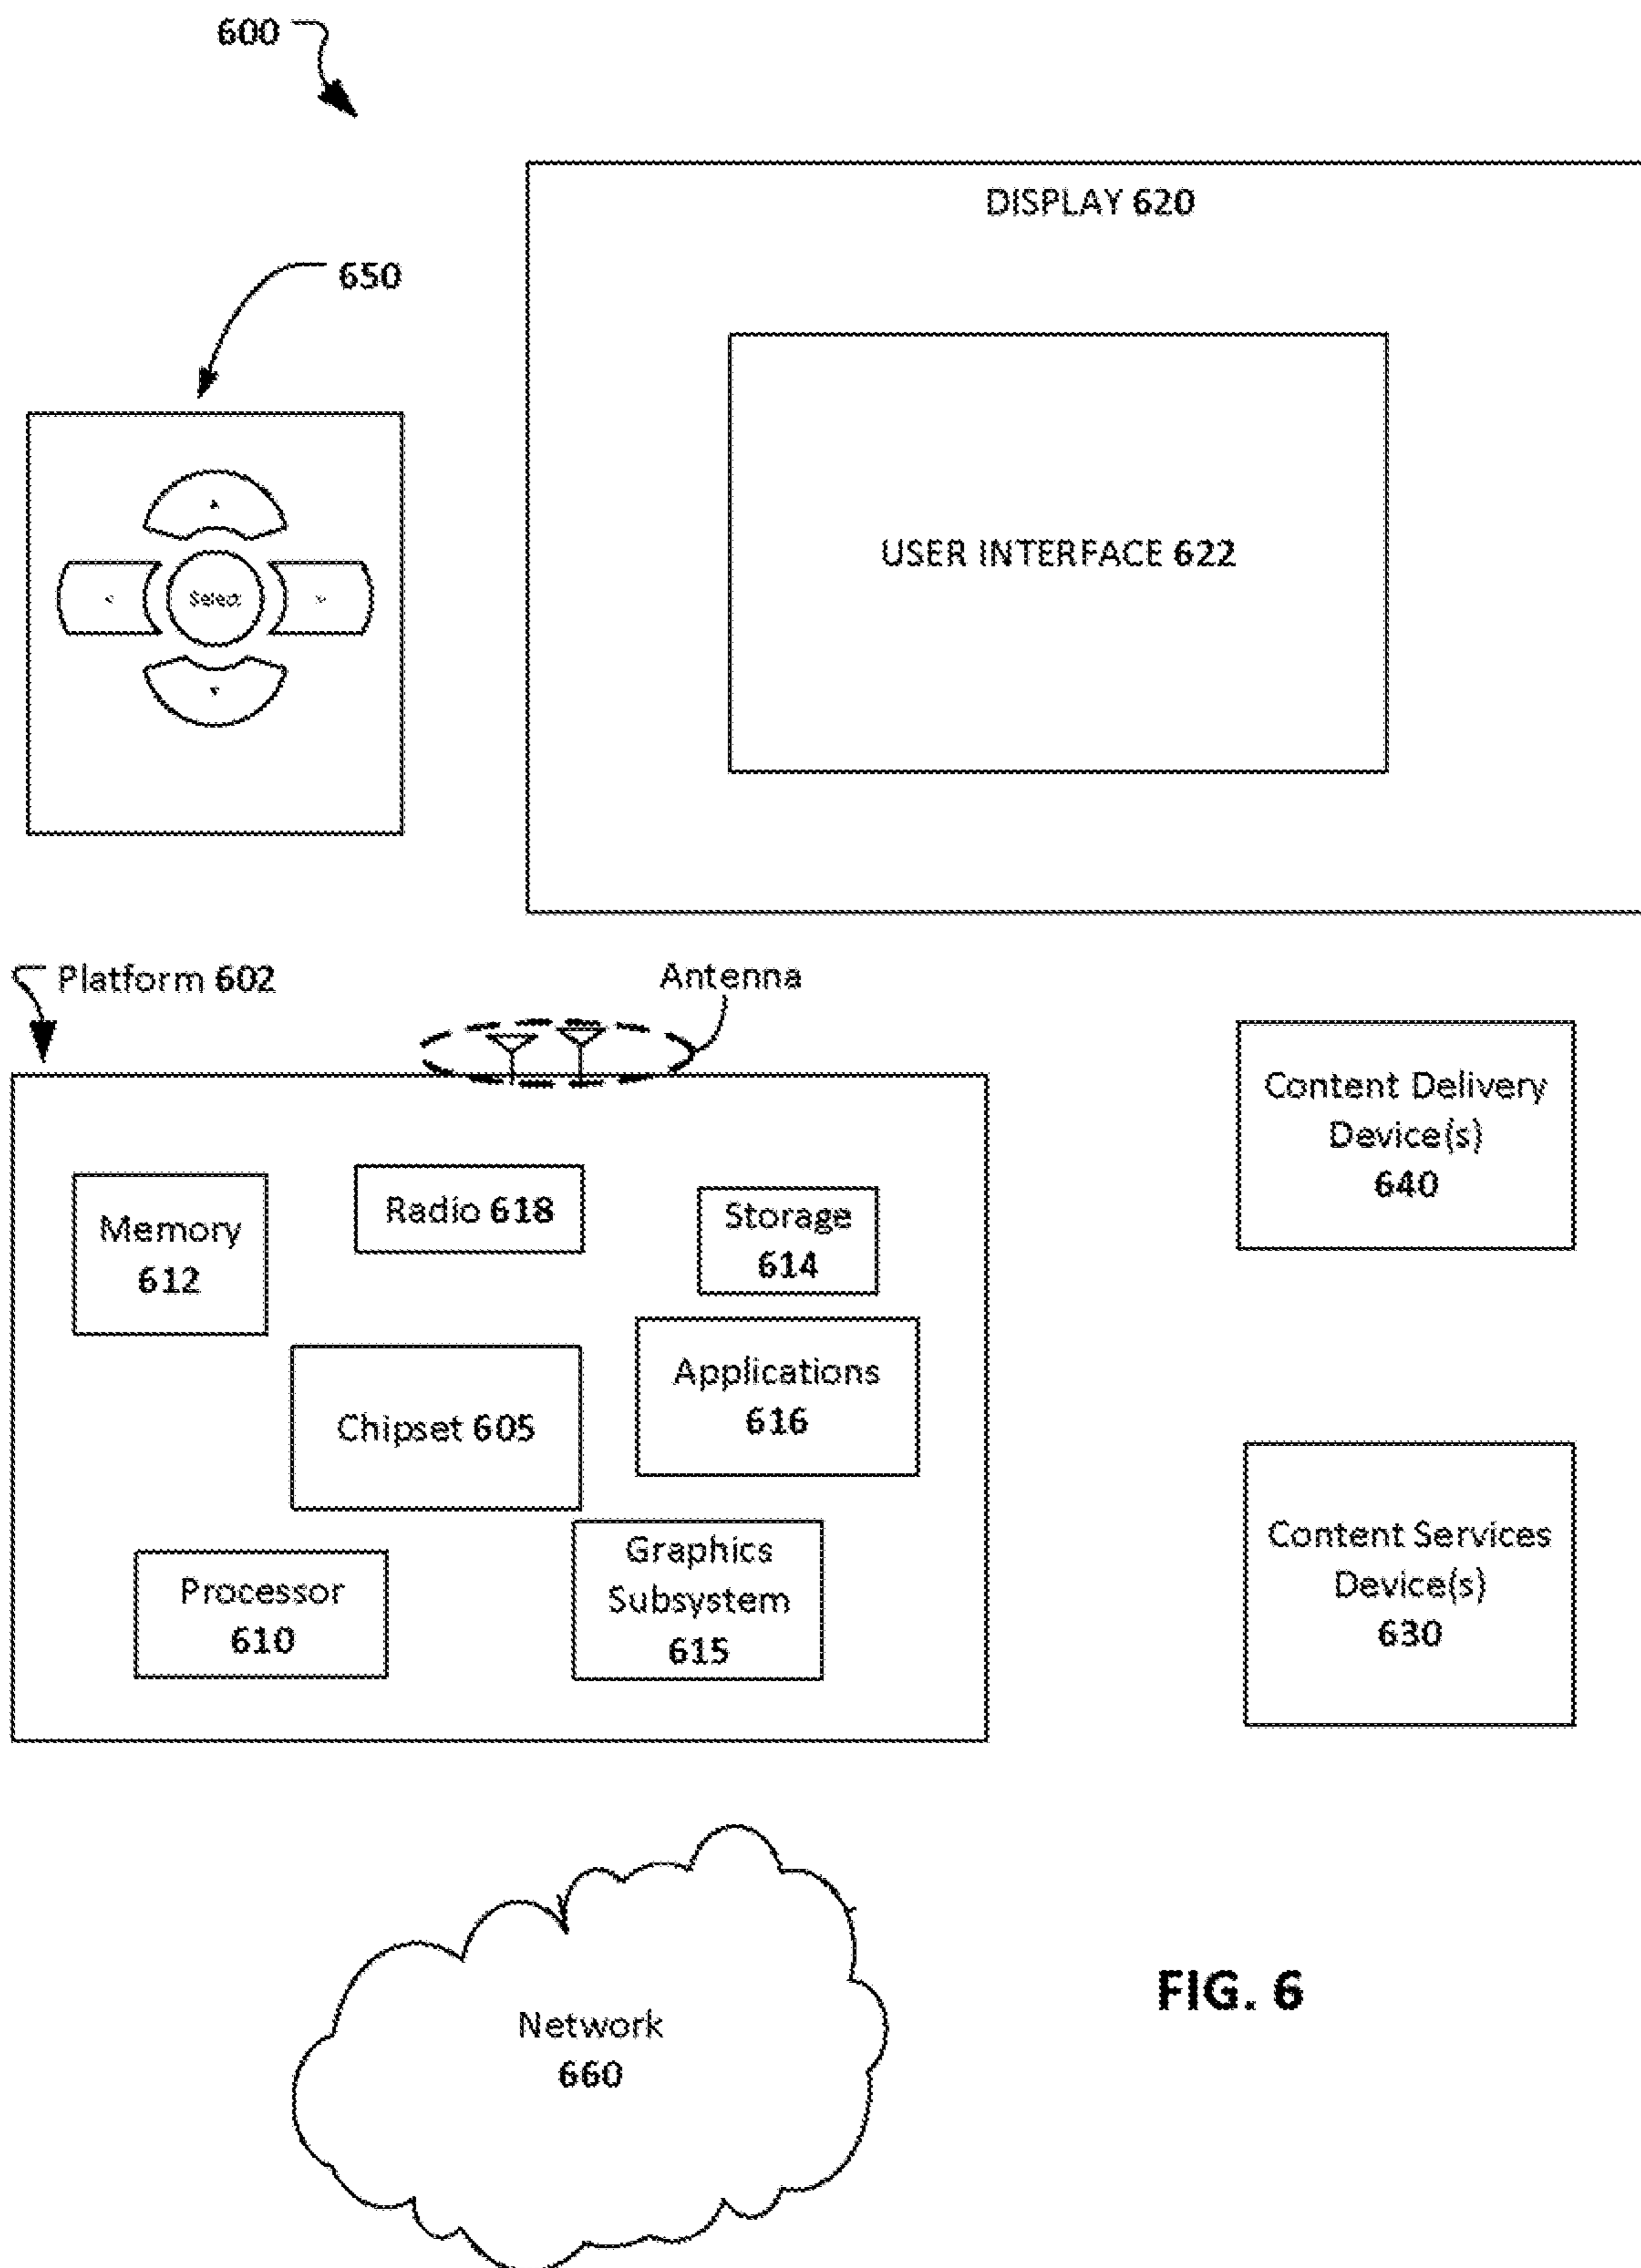 600
DISPLAY 620
650
USER INTERFACE 622
Select
Platform 602
Antenna
Content Delivery
Device(s)
640
Memory
612
Radio 618
Storage
614
Chipset 605
Applications
616
Content Services
Device(s)
630
Processor
610
Graphics
Subsystem
615
Network
660
FIG. 6